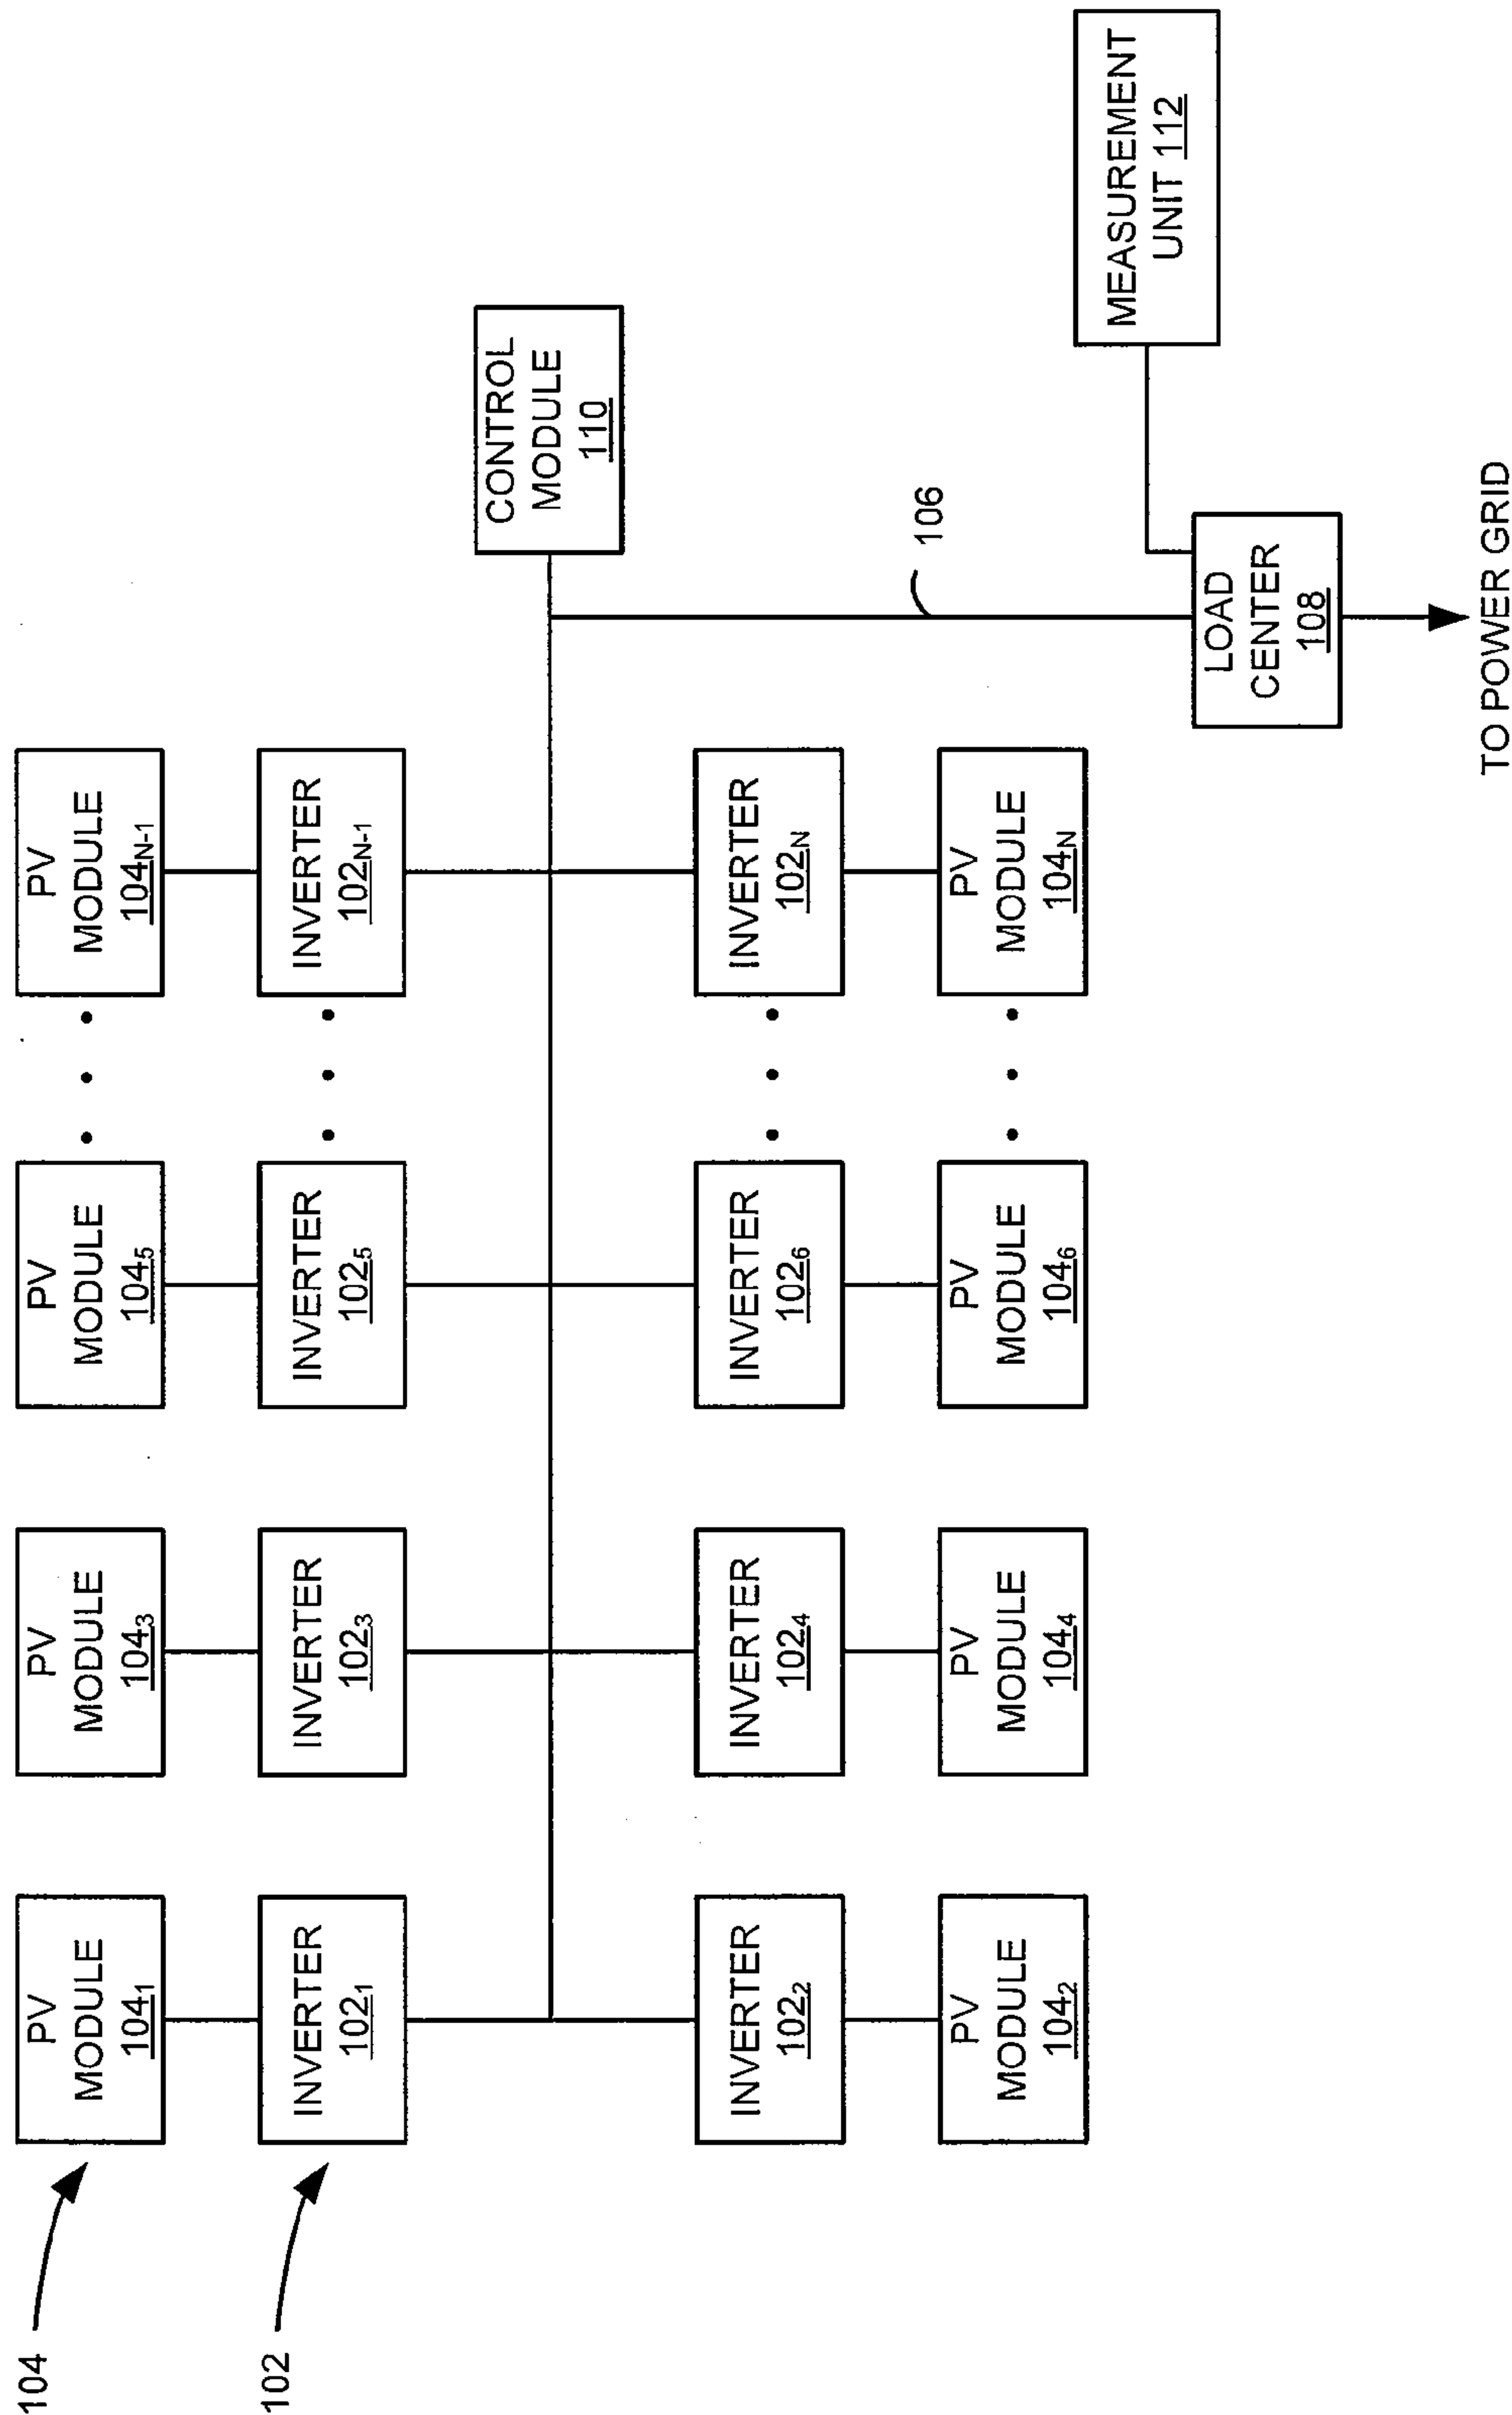 104
PV
MODULE
104₁
PV
MODULE
104₃
PV
MODULE
104₅
PV
MODULE
104N-1
102
INVERTER
102₁
INVERTER
102₃
INVERTER
102₅
INVERTER
102N-1
CONTROL
MODULE
110
INVERTER
102₂
INVERTER
102₄
INVERTER
102₆
INVERTER
102N
106
PV
MODULE
104₂
PV
MODULE
104₄
PV
MODULE
104₆
PV
MODULE
104N
MEASUREMENT
UNIT 112
LOAD
CENTER
108
TO POWER GRID